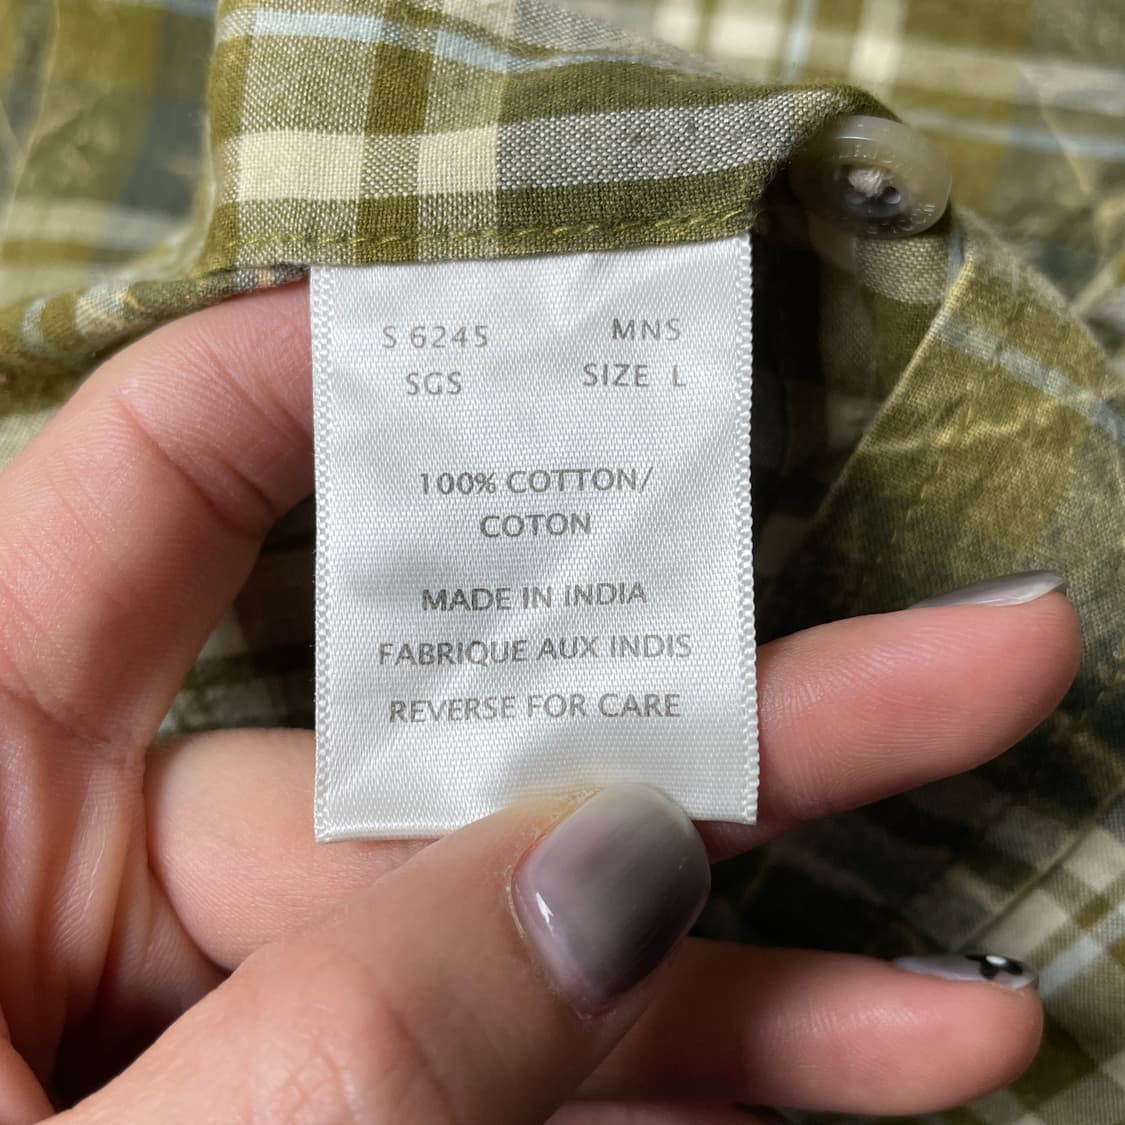 S 6245 MNS
SGS SIZE L
100% COTTON/
COTON
MADE IN INDIA
FABRIQUE AUX INDIS
REVERSE FOR CARE